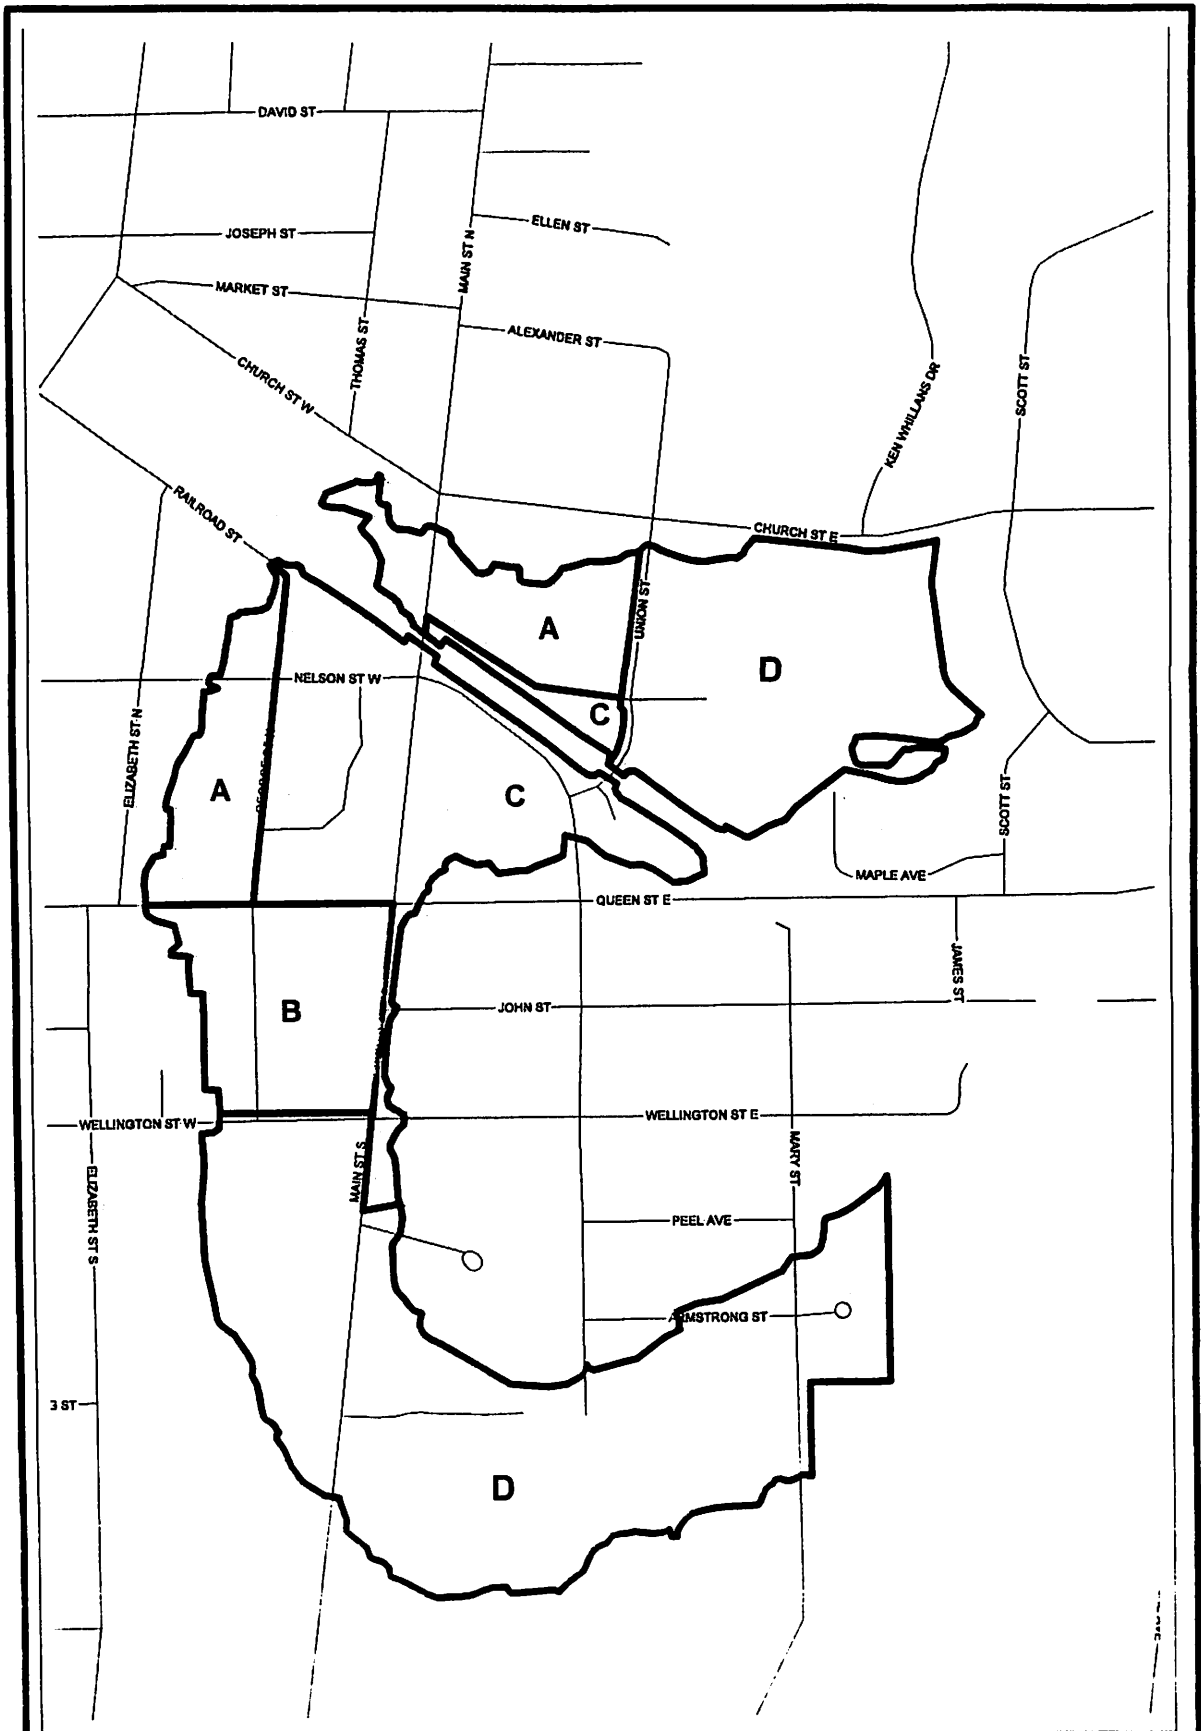 DAVID ST
JOSEPH ST
ELLEN ST
MAIN ST N
MARKET ST
ALEXANDER ST
THOMAS ST
CHURCH ST W
SCOTT ST
KEN WHILLANS DR
RAILROAD ST
CHURCH ST E
UNION ST
A
D
NELSON ST W
C
ELIZABETH ST N
A
C
SCOTT ST
MAPLE AVE
QUEEN ST E
JAMES ST
B
JOHN ST
WELLINGTON ST W
WELLINGTON ST E
MARY ST
MAIN ST S
ELIZABETH ST S
PEEL AVE
ARMSTRONG ST
3 ST
D